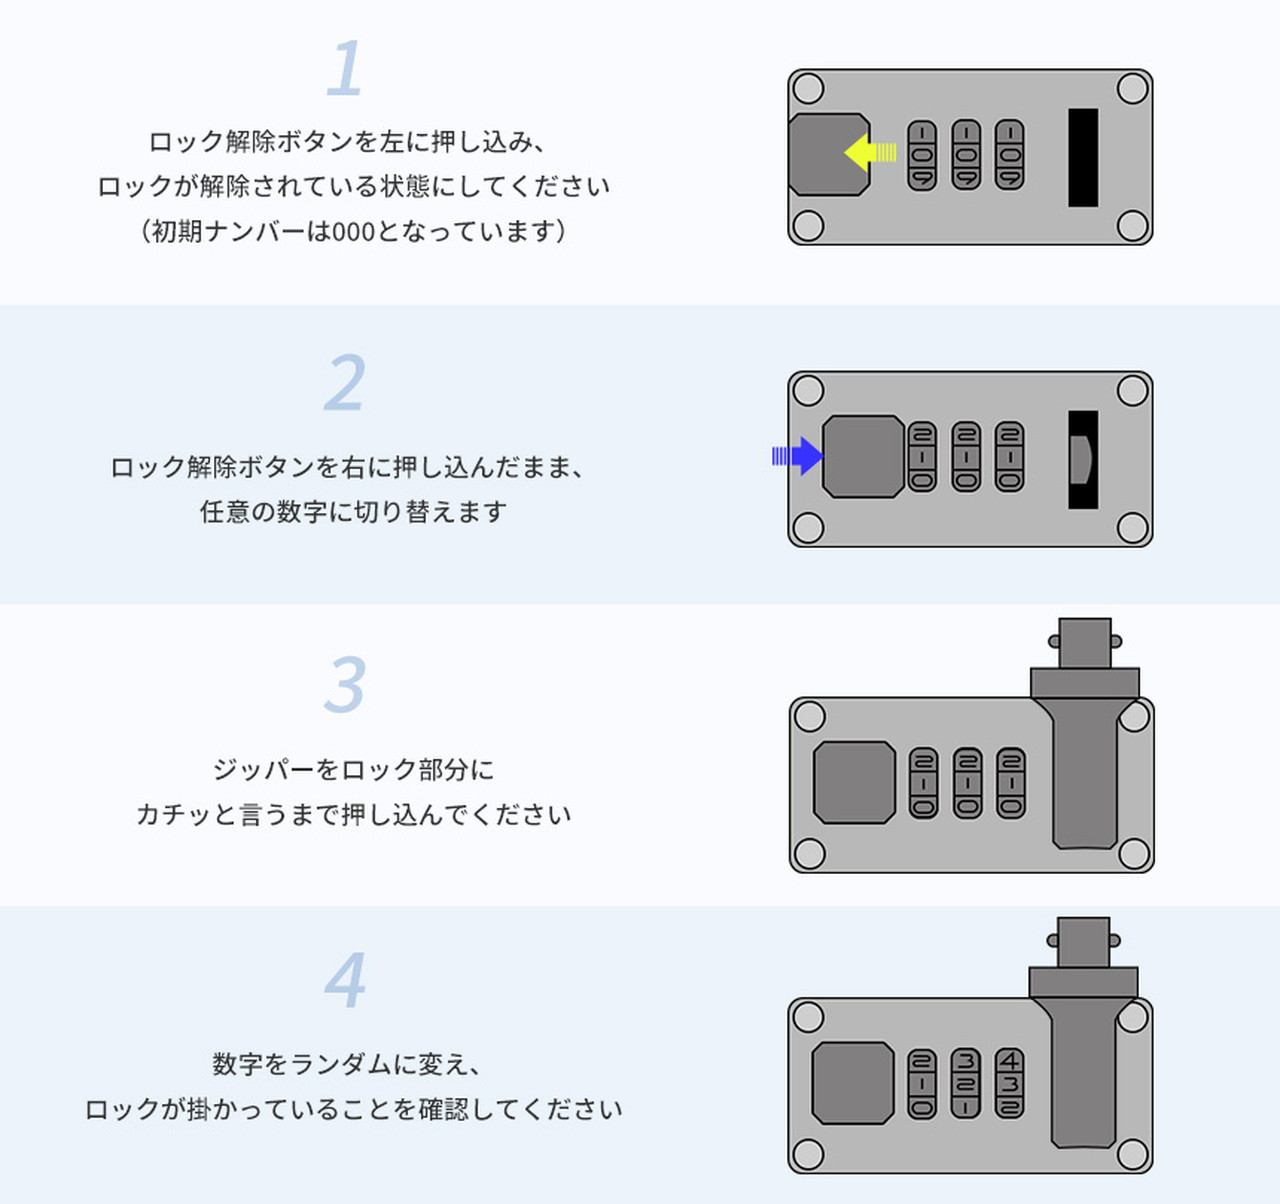 1
ロック解除ボタンを左に押し込み、
ロックが解除されている状態にしてください
（初期ナンバーは000となっています）
1 1 1
0 0 0
9 9 9
2
ロック解除ボタンを右に押し込んだまま、
任意の数字に切り替えます
2 2 2
1 1 1
0 0 0
3
ジッパーをロック部分に
カチッと言うまで押し込んでください
2 2 2
1 1 1
0 0 0
4
数字をランダムに変え、
ロックが掛かっていることを確認してください
2 3 4
1 2 3
0 1 2